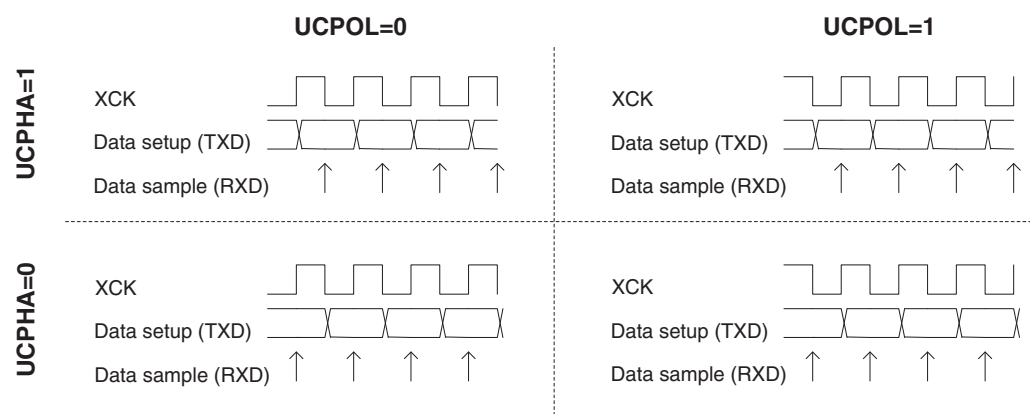 UCPOL=0
UCPOL=1
UCPHA=1
XCK
Data setup (TXD)
Data sample (RXD)
XCK
Data setup (TXD)
Data sample (RXD)
UCPHA=0
XCK
Data setup (TXD)
Data sample (RXD)
XCK
Data setup (TXD)
Data sample (RXD)